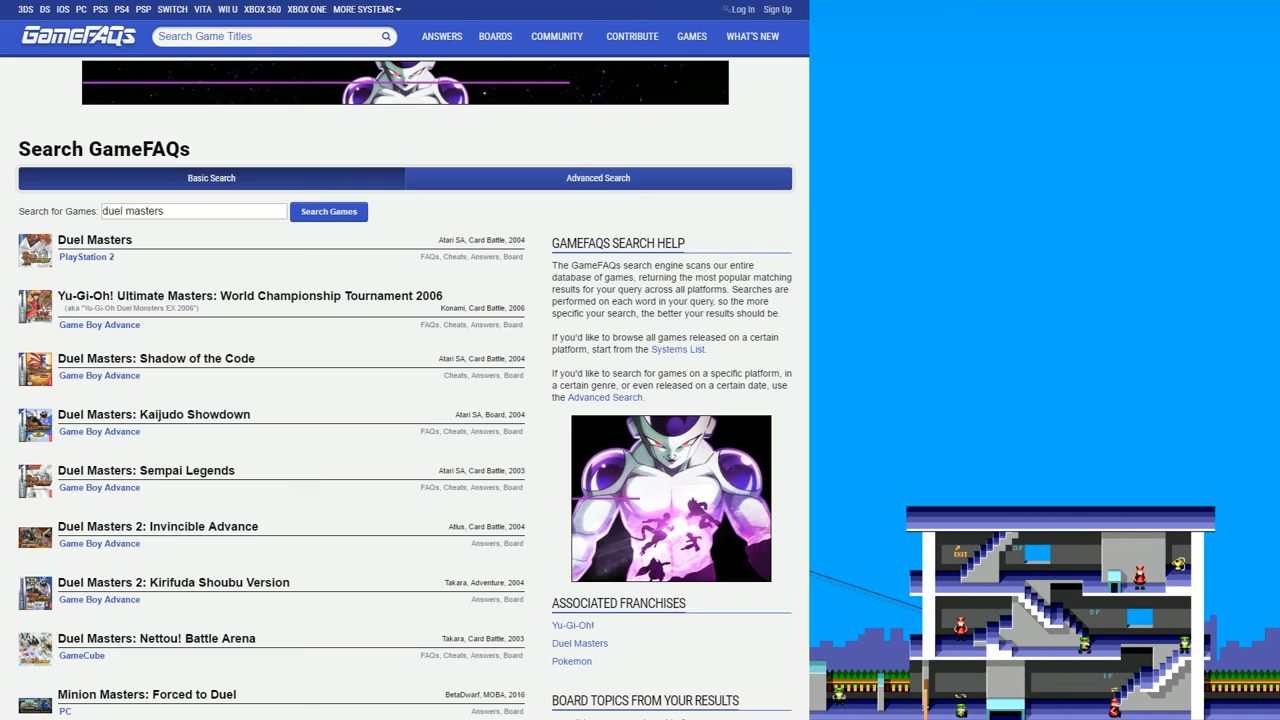 3DS DS IOS PC PS3 PS4 PSP SWITCH VITA WII U XBOX 360 XBOX ONE MORE SYSTEMS
Log In Sign Up
GameFAQs
Search Game Titles
ANSWERS BOARDS COMMUNITY CONTRIBUTE GAMES WHAT'S NEW
Search GameFAQs
Basic Search
Advanced Search
Search for Games: duel masters Search Games
Duel Masters
Atari SA, Card Battle, 2004
PlayStation 2
FAQs, Cheats, Answers, Board
Yu-Gi-Oh! Ultimate Masters: World Championship Tournament 2006
(aka "Yu-Gi-Oh Duel Monsters EX 2006")
Konami, Card Battle, 2006
Game Boy Advance
FAQs, Cheats, Answers, Board
Duel Masters: Shadow of the Code
Atari SA, Card Battle, 2004
Game Boy Advance
Cheats, Answers, Board
Duel Masters: Kaijudo Showdown
Atari SA, Board, 2004
Game Boy Advance
FAQs, Cheats, Answers, Board
Duel Masters: Sempai Legends
Atari SA, Card Battle, 2003
Game Boy Advance
FAQs, Cheats, Answers, Board
Duel Masters 2: Invincible Advance
Atlus, Card Battle, 2004
Game Boy Advance
Answers, Board
Duel Masters 2: Kirifuda Shoubu Version
Takara, Adventure, 2004
Game Boy Advance
Answers, Board
Duel Masters: Nettou! Battle Arena
Takara, Card Battle, 2003
GameCube
FAQs, Cheats, Answers, Board
Minion Masters: Forced to Duel
BetaDwarf, MOBA, 2016
PC
Answers, Board
GAMEFAQS SEARCH HELP
The GameFAQs search engine scans our entire
database of games, returning the most popular matching
results for your query across all platforms. Searches are
performed on each word in your query, so the more
specific your search, the better your results should be.
If you'd like to browse all games released on a certain
platform, start from the Systems List.
If you'd like to search for games on a specific platform, in
a certain genre, or even released on a certain date, use
the Advanced Search.
ASSOCIATED FRANCHISES
Yu-Gi-Oh!
Duel Masters
Pokemon
BOARD TOPICS FROM YOUR RESULTS
EXIT
2F
1F